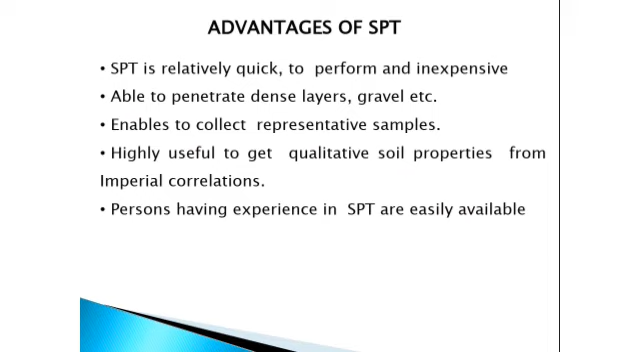 ADVANTAGES OF SPT
• SPT is relatively quick, to perform and inexpensive
• Able to penetrate dense layers, gravel etc.
• Enables to collect representative samples.
• Highly useful to get qualitative soil properties from
Imperial correlations.
• Persons having experience in SPT are easily available